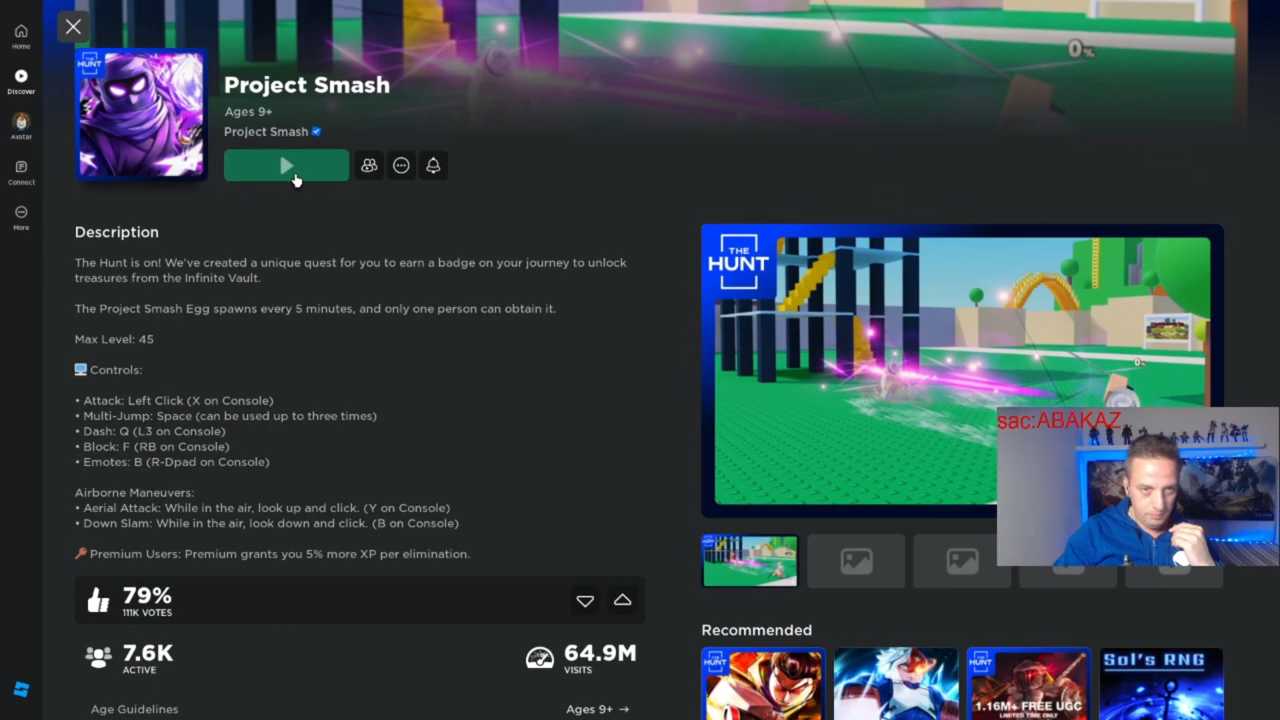 Home
Discover
Avatar
Connect
More
THE
HUNT
Project Smash
Ages 9+
Project Smash
0%
Description
The Hunt is on! We've created a unique quest for you to earn a badge on your journey to unlock
treasures from the Infinite Vault.
The Project Smash Egg spawns every 5 minutes, and only one person can obtain it.
Max Level: 45
Controls:
• Attack: Left Click (X on Console)
• Multi-Jump: Space (can be used up to three times)
• Dash: Q (L3 on Console)
• Block: F (RB on Console)
• Emotes: B (R-Dpad on Console)
Airborne Maneuvers:
• Aerial Attack: While in the air, look up and click. (Y on Console)
• Down Slam: While in the air, look down and click. (B on Console)
Premium Users: Premium grants you 5% more XP per elimination.
79%
111K VOTES
7.6K
ACTIVE
64.9M
VISITS
Age Guidelines
Ages 9+ →
THE
HUNT
0%
sac:ABAKAZ
Recommended
THE
HUNT
THE
HUNT
1.16M+ FREE UGC
LIMITED TIME ONLY
Sol's RNG